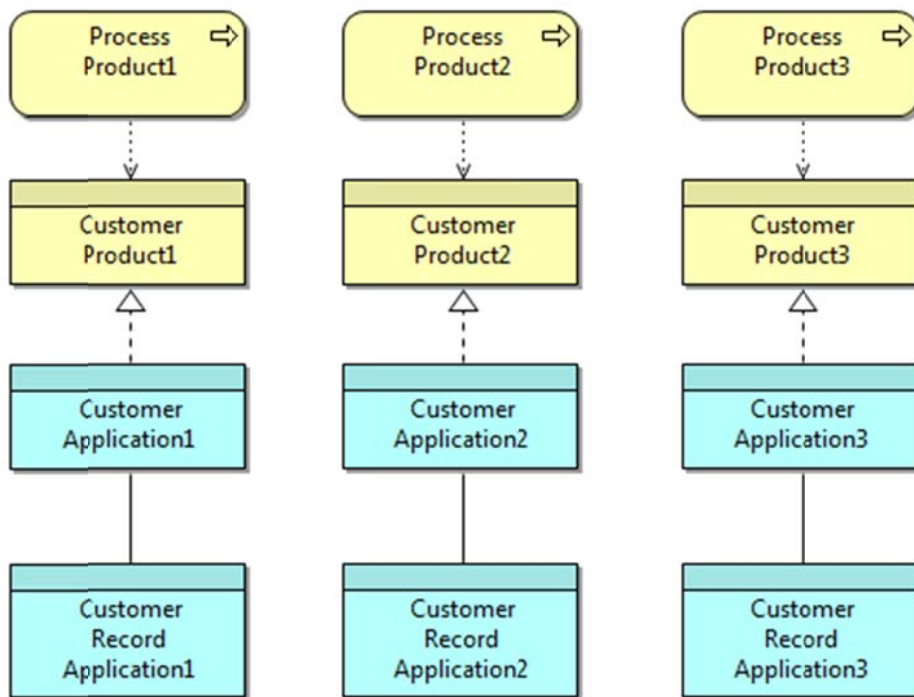 Process
Product1
Process
Product2
Process
Product3
Customer
Product1
Customer
Product2
Customer
Product3
Customer
Application1
Customer
Application2
Customer
Application3
Customer
Record
Application1
Customer
Record
Application2
Customer
Record
Application3